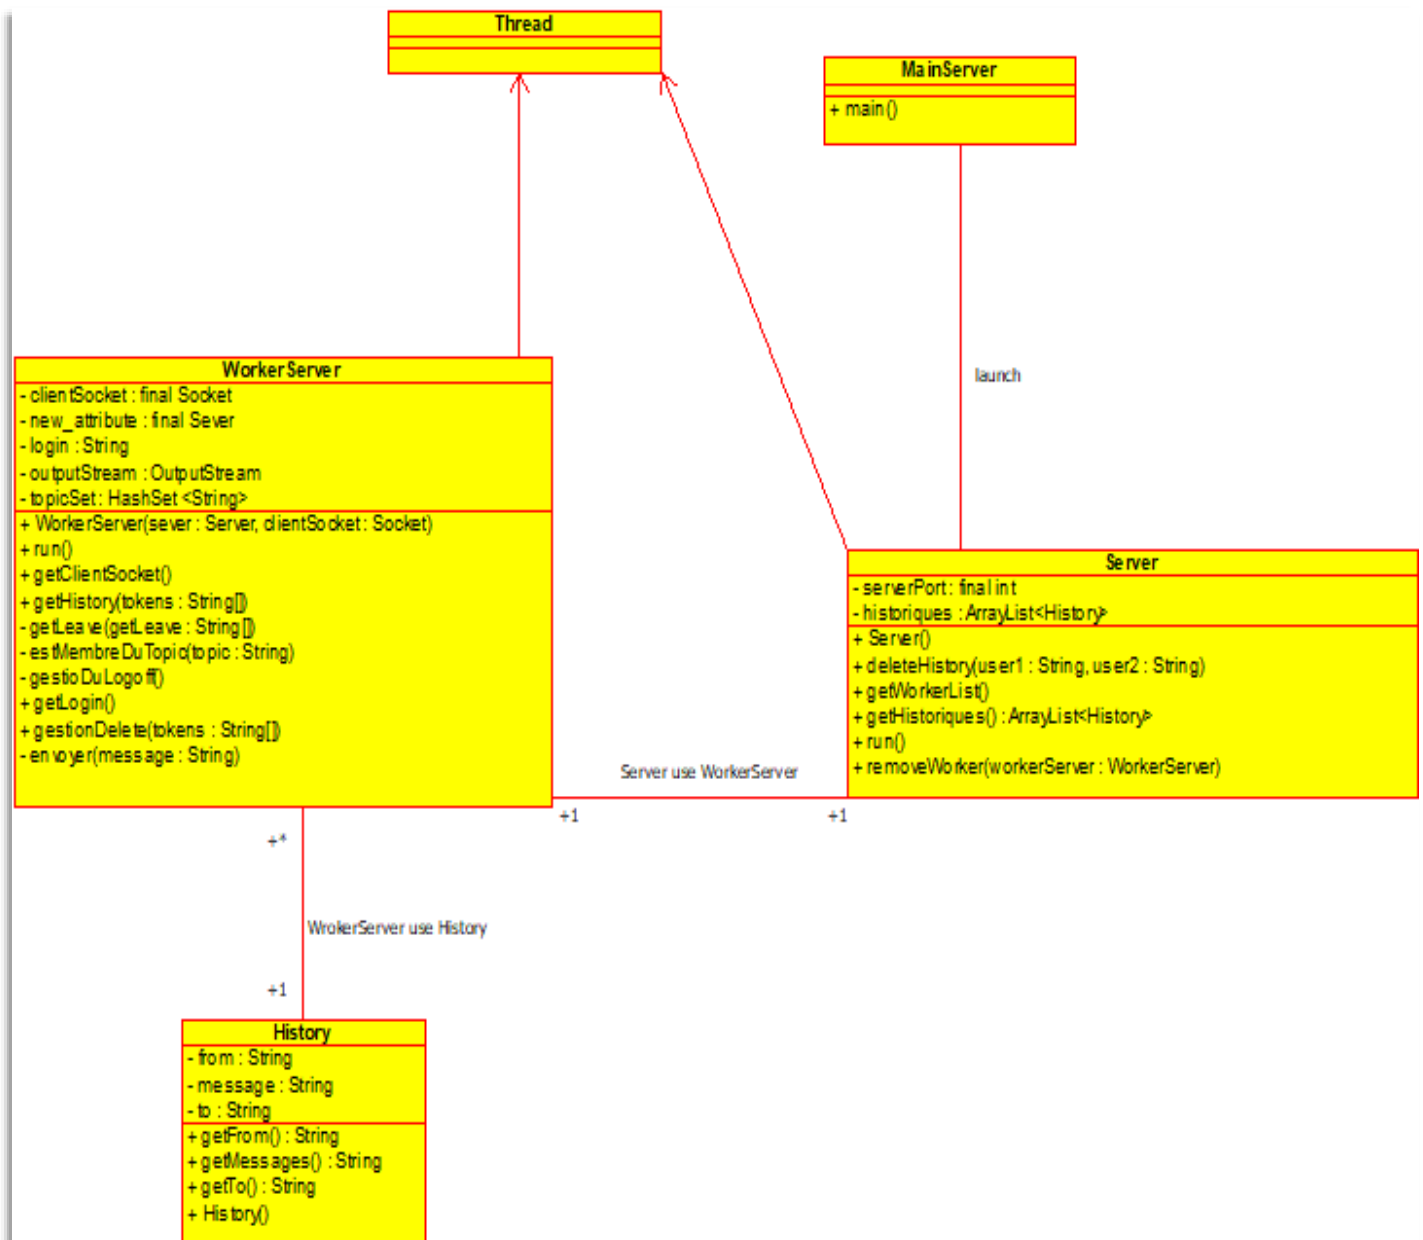 Thread
MainServer
+ main()
launch
WorkerServer
- clientSocket : final Socket
- new_attribute : final Sever
- login : String
- outputStream : OutputStream
- topicSet : HashSet <String>
+ WorkerServer(sever : Server, clientSocket : Socket)
+ run()
+ getClientSocket()
+ getHistory(tokens : String[])
- getLeave(getLeave : String[])
- estMembreDuTopic(topic : String)
- gestioDuLogoff()
+ getLogin()
+ gestionDelete(tokens : String[])
- envoyer(message : String)
Server
- serverPort : final int
- historiques : ArrayList<History>
+ Server()
+ deleteHistory(user1 : String, user2 : String)
+ getWorkerList()
+ getHistoriques() : ArrayList<History>
+ run()
+ removeWorker(workerServer : WorkerServer)
Server use WorkerServer
+1
+1
+*
WrokerServer use History
+1
History
- from : String
- message : String
- to : String
+ getFrom() : String
+ getMessages() : String
+ getTo() : String
+ History()